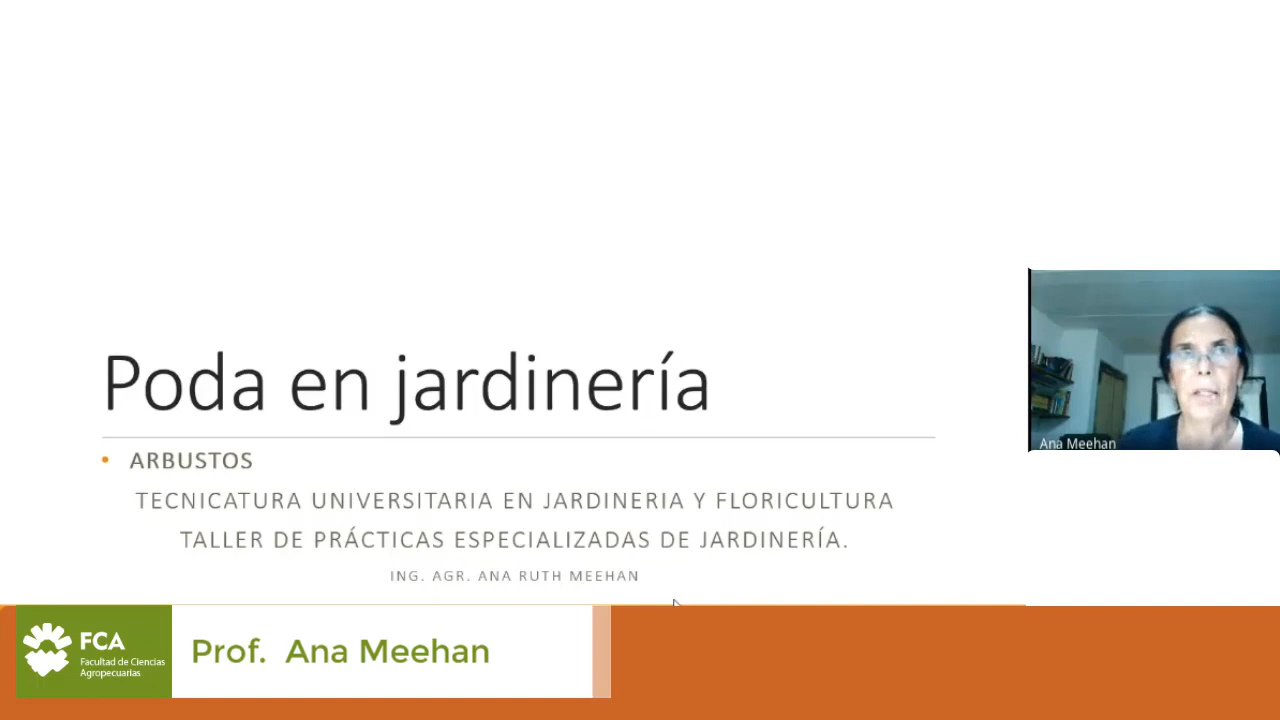 Poda en jardinería
• ARBUSTOS
TECNICATURA UNIVERSITARIA EN JARDINERIA Y FLORICULTURA
TALLER DE PRÁCTICAS ESPECIALIZADAS DE JARDINERÍA.
ING. AGR. ANA RUTH MEEHAN
Ana Meehan
FCA
Facultad de Ciencias
Agropecuarias
Prof. Ana Meehan